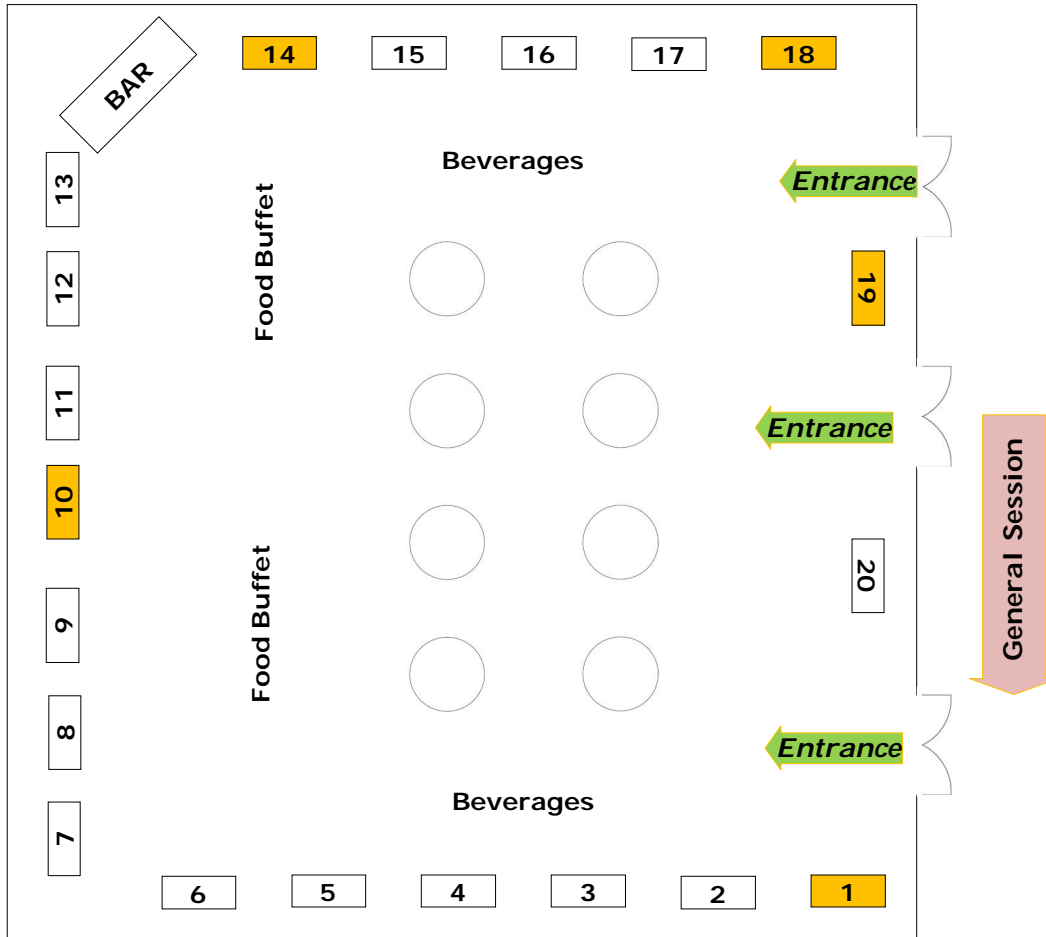 14
15
16
17
18
BAR
Beverages
Entrance
13
Food Buffet
12
19
11
Entrance
10
General Session
20
9
Food Buffet
8
Entrance
Beverages
7
6
5
4
3
2
1